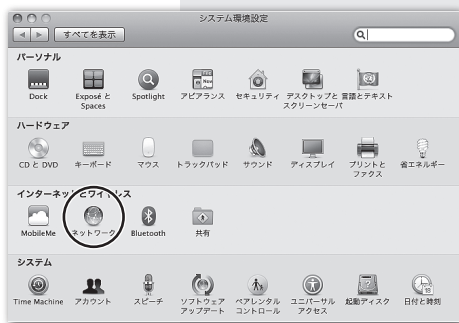 システム環境設定
すべてを表示
パーソナル
Dock
Exposé と
Spaces
Spotlight
アピアランス
セキュリティ
デスクトップと
スクリーンセーバ
言語とテキスト
ハードウェア
CD と DVD
キーボード
マウス
トラックパッド
サウンド
ディスプレイ
プリントと
ファクス
省エネルギー
インターネットとワイヤレス
MobileMe
ネットワーク
Bluetooth
共有
システム
Time Machine
アカウント
スピーチ
ソフトウェア
アップデート
ペアレンタル
コントロール
ユニバーサル
アクセス
起動ディスク
日付と時刻